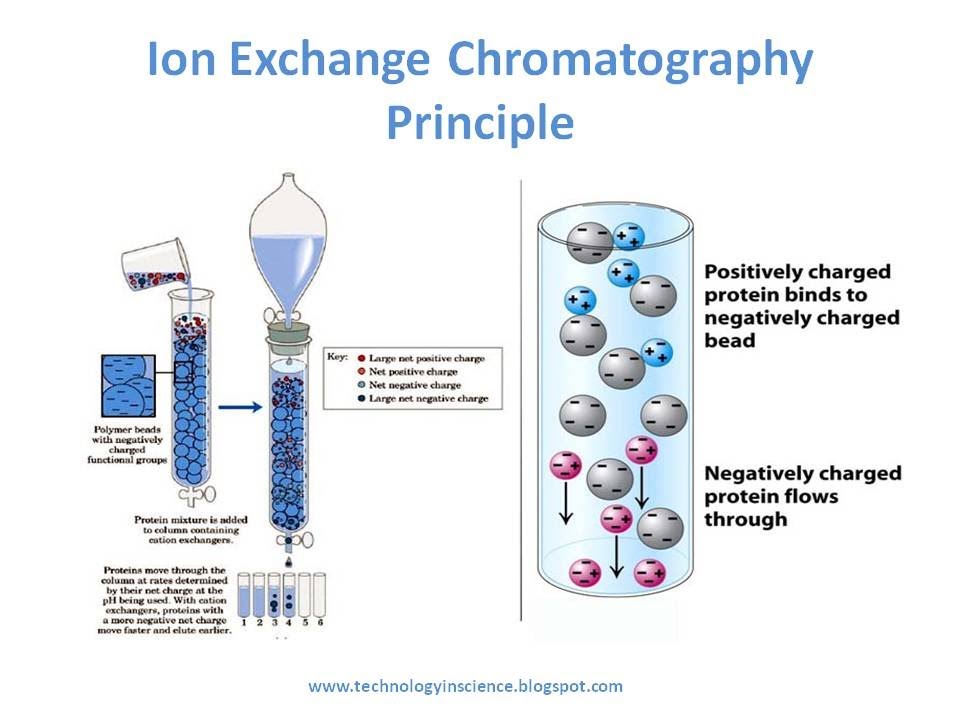 Ion Exchange Chromatography
Principle
Key:
Large net positive charge
Net positive charge
Net negative charge
Large net negative charge
Polymer beads
with negatively
charged
functional groups
Protein mixture is added
to column containing
cation exchangers.
Proteins move through the
column at rates determined
by their net charge at the
pH being used. With cation
exchangers, proteins with
a more negative net charge
move faster and elute earlier.
1 2 3 4 5 6
Positively charged
protein binds to
negatively charged
bead
Negatively charged
protein flows
through
www.technologyinscience.blogspot.com